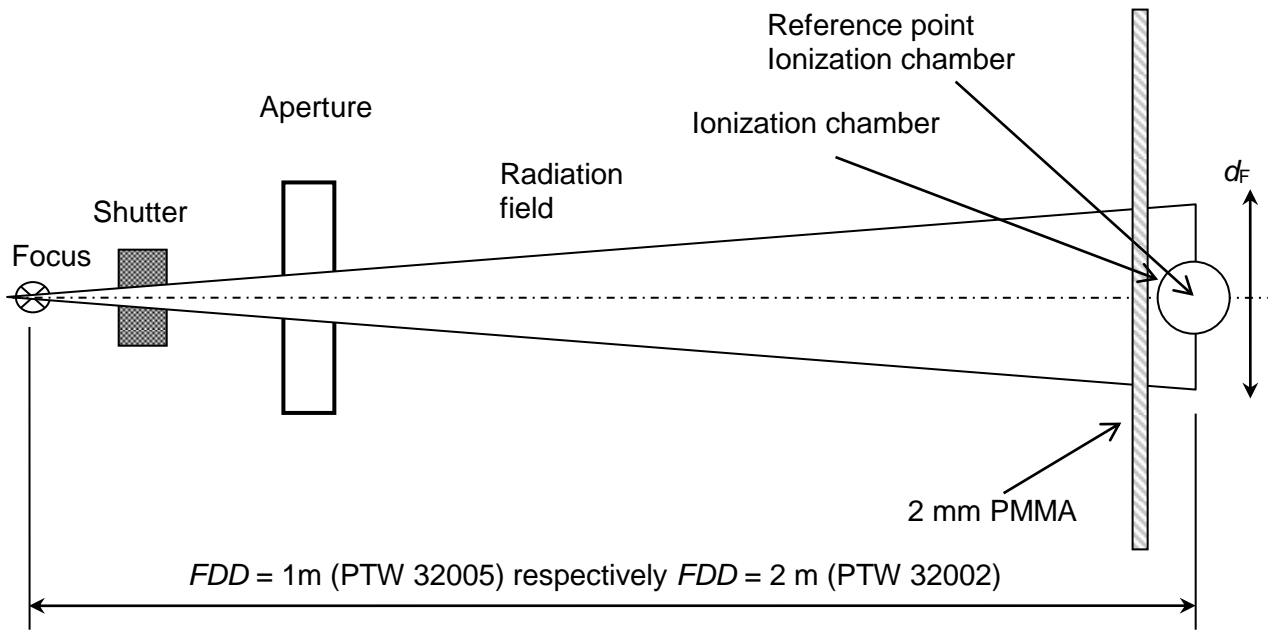 Reference point
Ionization chamber
Aperture
Ionization chamber
Radiation
field
d_F
Shutter
Focus
2 mm PMMA
FDD = 1m (PTW 32005) respectively FDD = 2 m (PTW 32002)